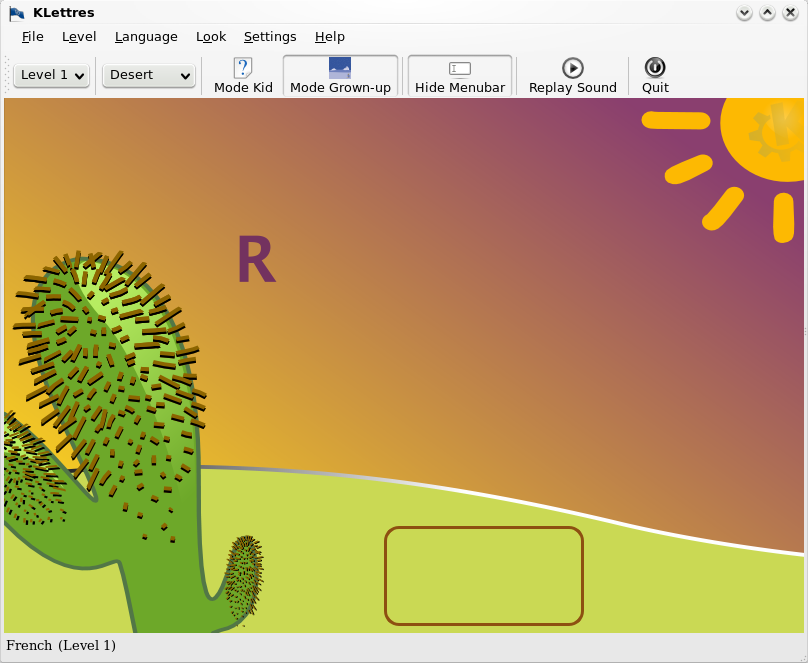 KLettres
File Level Language Look Settings Help
Level 1 Desert Mode Kid Mode Grown-up Hide Menubar Replay Sound Quit
R
French (Level 1)